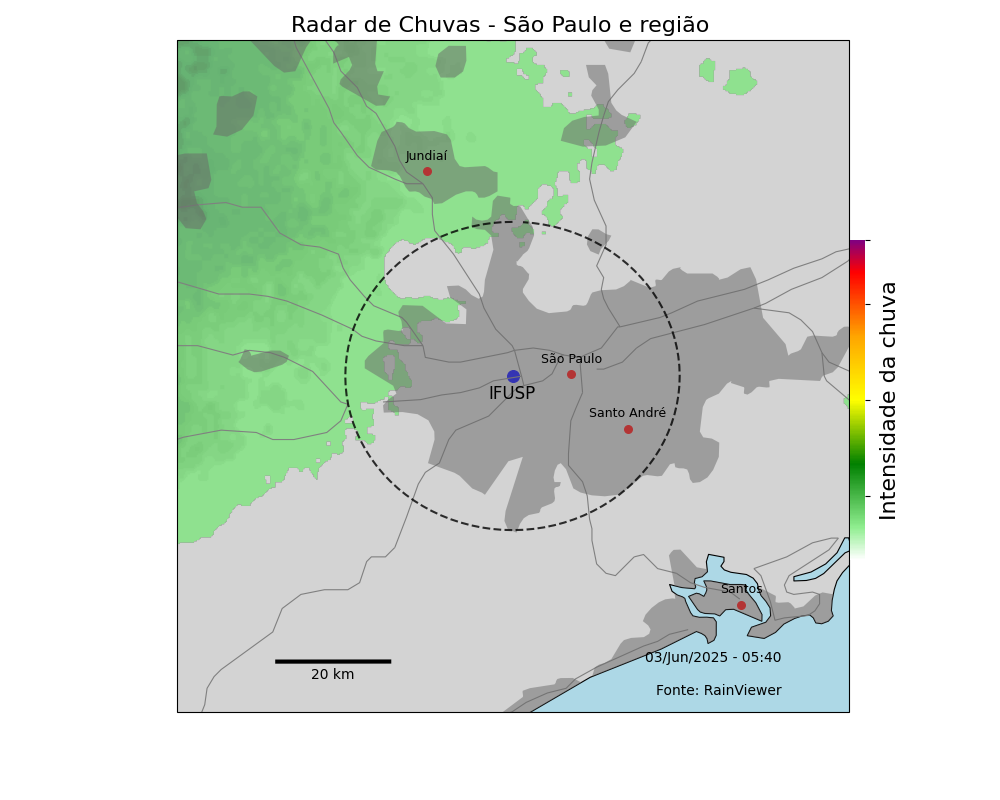 Radar de Chuvas - São Paulo e região
Jundiaí
São Paulo
IFUSP
Santo André
Intensidade da chuva
Santos
03/Jun/2025 - 05:40
20 km
Fonte: RainViewer